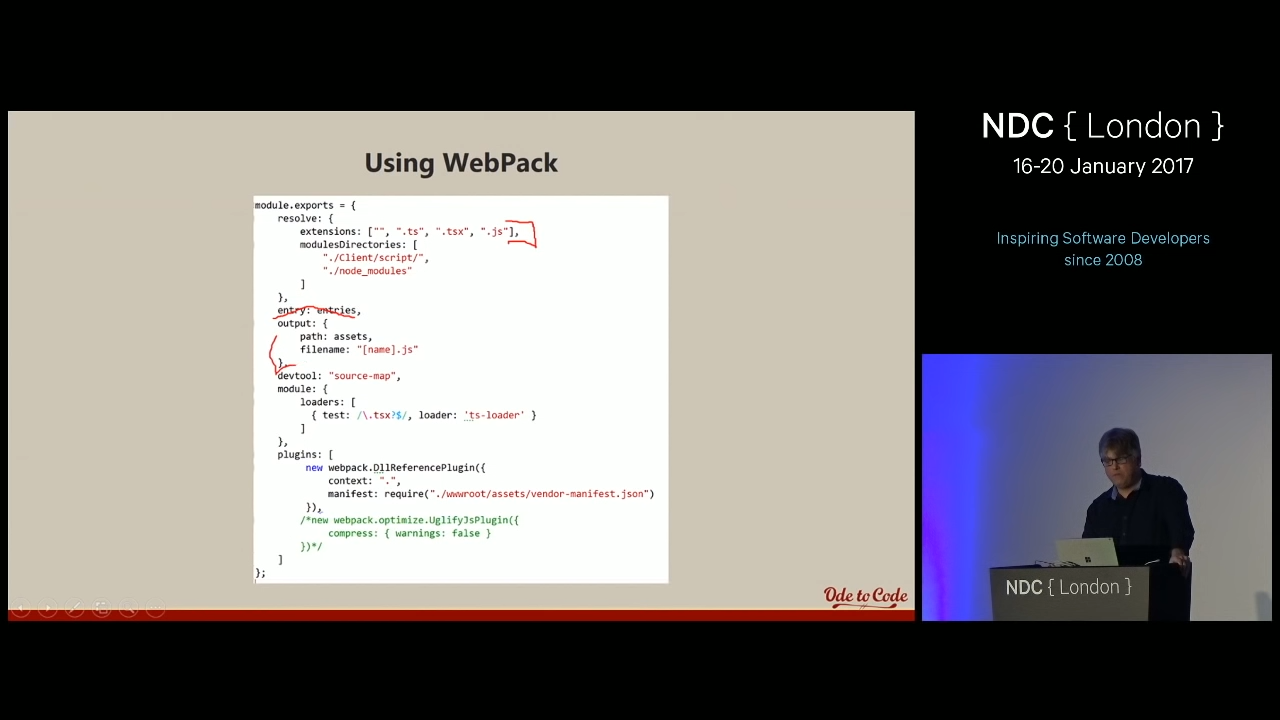 Using WebPack
module.exports = {
resolve: {
extensions: ["", ".ts", ".tsx", ".js"],
modulesDirectories: [
"./Client/script/",
"./node_modules"
]
},
entry: entries,
output: {
path: assets,
filename: "[name].js"
},
devtool: "source-map",
module: {
loaders: [
{ test: /\.tsx?$/, loader: 'ts-loader' }
]
},
plugins: [
new webpack.DllReferencePlugin({
context: ".",
manifest: require("./wwwroot/assets/vendor-manifest.json")
}),
/*new webpack.optimize.UglifyJsPlugin({
compress: { warnings: false }
})*/
]
};
Ode to Code
NDC { London }
16-20 January 2017
Inspiring Software Developers
since 2008
NDC { London }